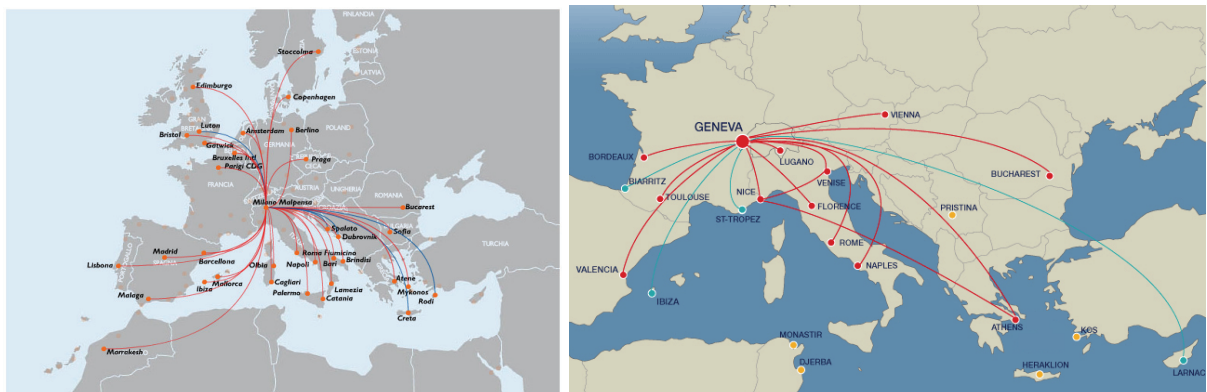 FINLANDIA
Stoccolma
ESTONIA
LATVIA
Edimburgo
Copenhagen
GRAN
Luton
Bristol
Amsterdam
Berlino
POLAND
Gatwick
GERMANIA
Bruxelles Intl
Parigi CDG
Praga
FRANCIA
AUSTRIA
UNGHERIA
ROMANIA
Milano Malpensa
Bucarest
Spalato
Sofia
Dubrovnik
TURCHIA
Madrid
Barcellona
Roma Fiumicino
Lisbona
Olbia
Napoli
Bari
Brindisi
Mallorca
Ibiza
Cagliari
Lamezia
Atene
Mykonos
Malaga
Palermo
Catania
Rodi
Creta
Marrakesh
VIENNA
GENEVA
BORDEAUX
LUGANO
BIARRITZ
VENISE
BUCHAREST
TOULOUSE
NICE
FLORENCE
PRISTINA
ST-TROPEZ
ROME
VALENCIA
NAPLES
IBIZA
ATHENS
MONASTIR
KOS
DJERBA
HERAKLION
LARNAC